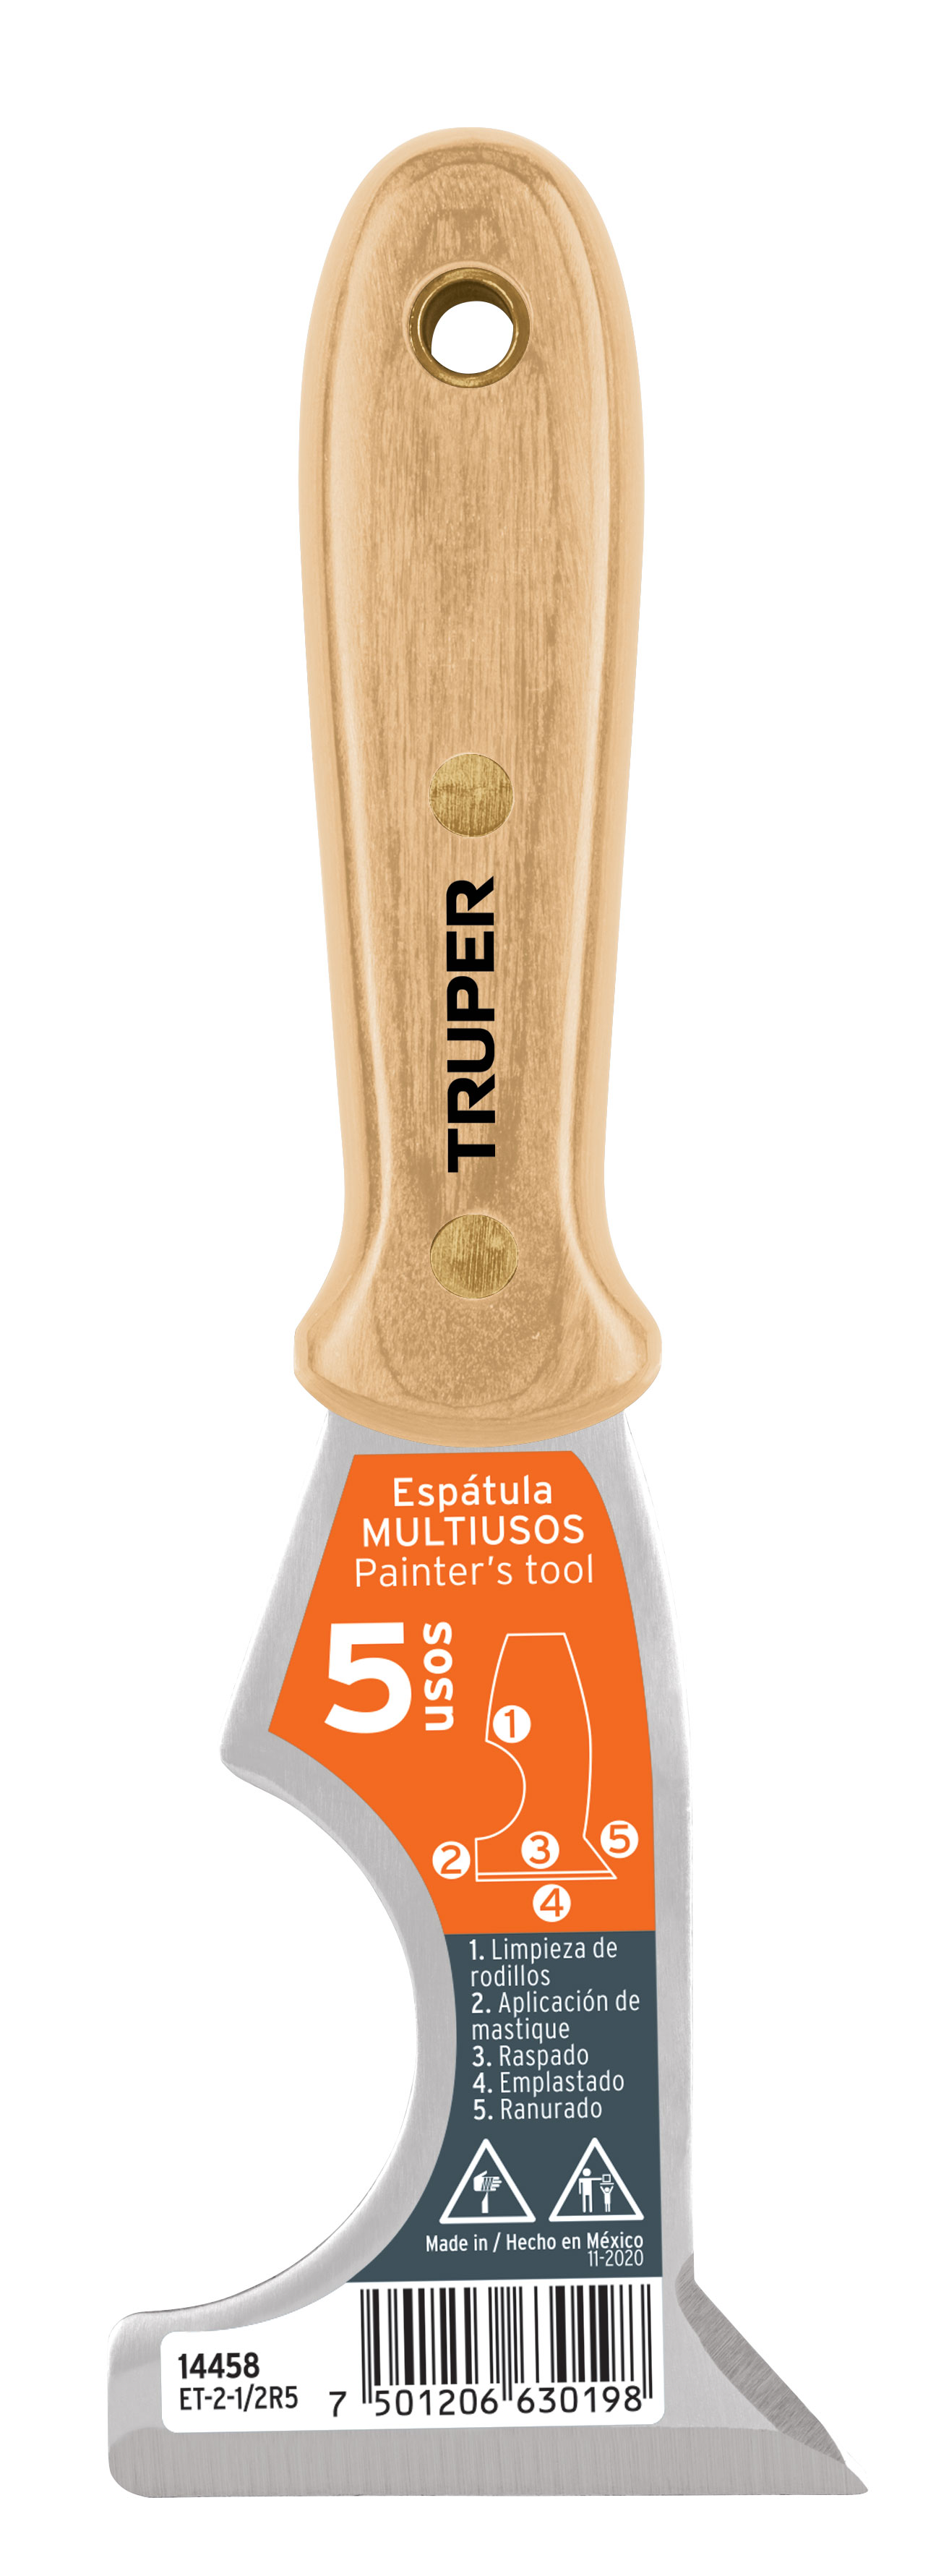 TRUPER
Espátula
MULTIUSOS
Painter's tool
5 usos
1
2
3
5
4
1. Limpieza de
rodillos
2. Aplicación de
mastique
3. Raspado
4. Emplastado
5. Ranurado
Made in / Hecho en México
11-2020
14458
ET-2-1/2R5
7 501206 630198